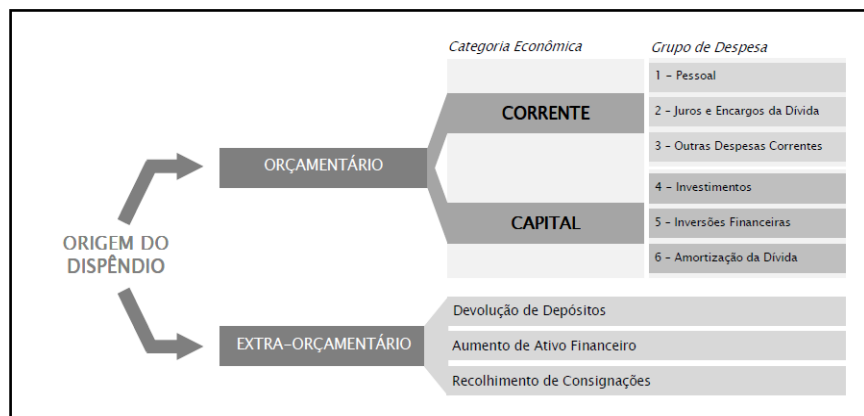 Categoria Econômica
Grupo de Despesa
1 - Pessoal
CORRENTE
2 - Juros e Encargos da Dívida
3 - Outras Despesas Correntes
ORÇAMENTÁRIO
4 - Investimentos
CAPITAL
5 - Inversões Financeiras
6 - Amortização da Dívida
ORIGEM DO
DISPÊNDIO
Devolução de Depósitos
EXTRA-ORÇAMENTÁRIO
Aumento de Ativo Financeiro
Recolhimento de Consignações